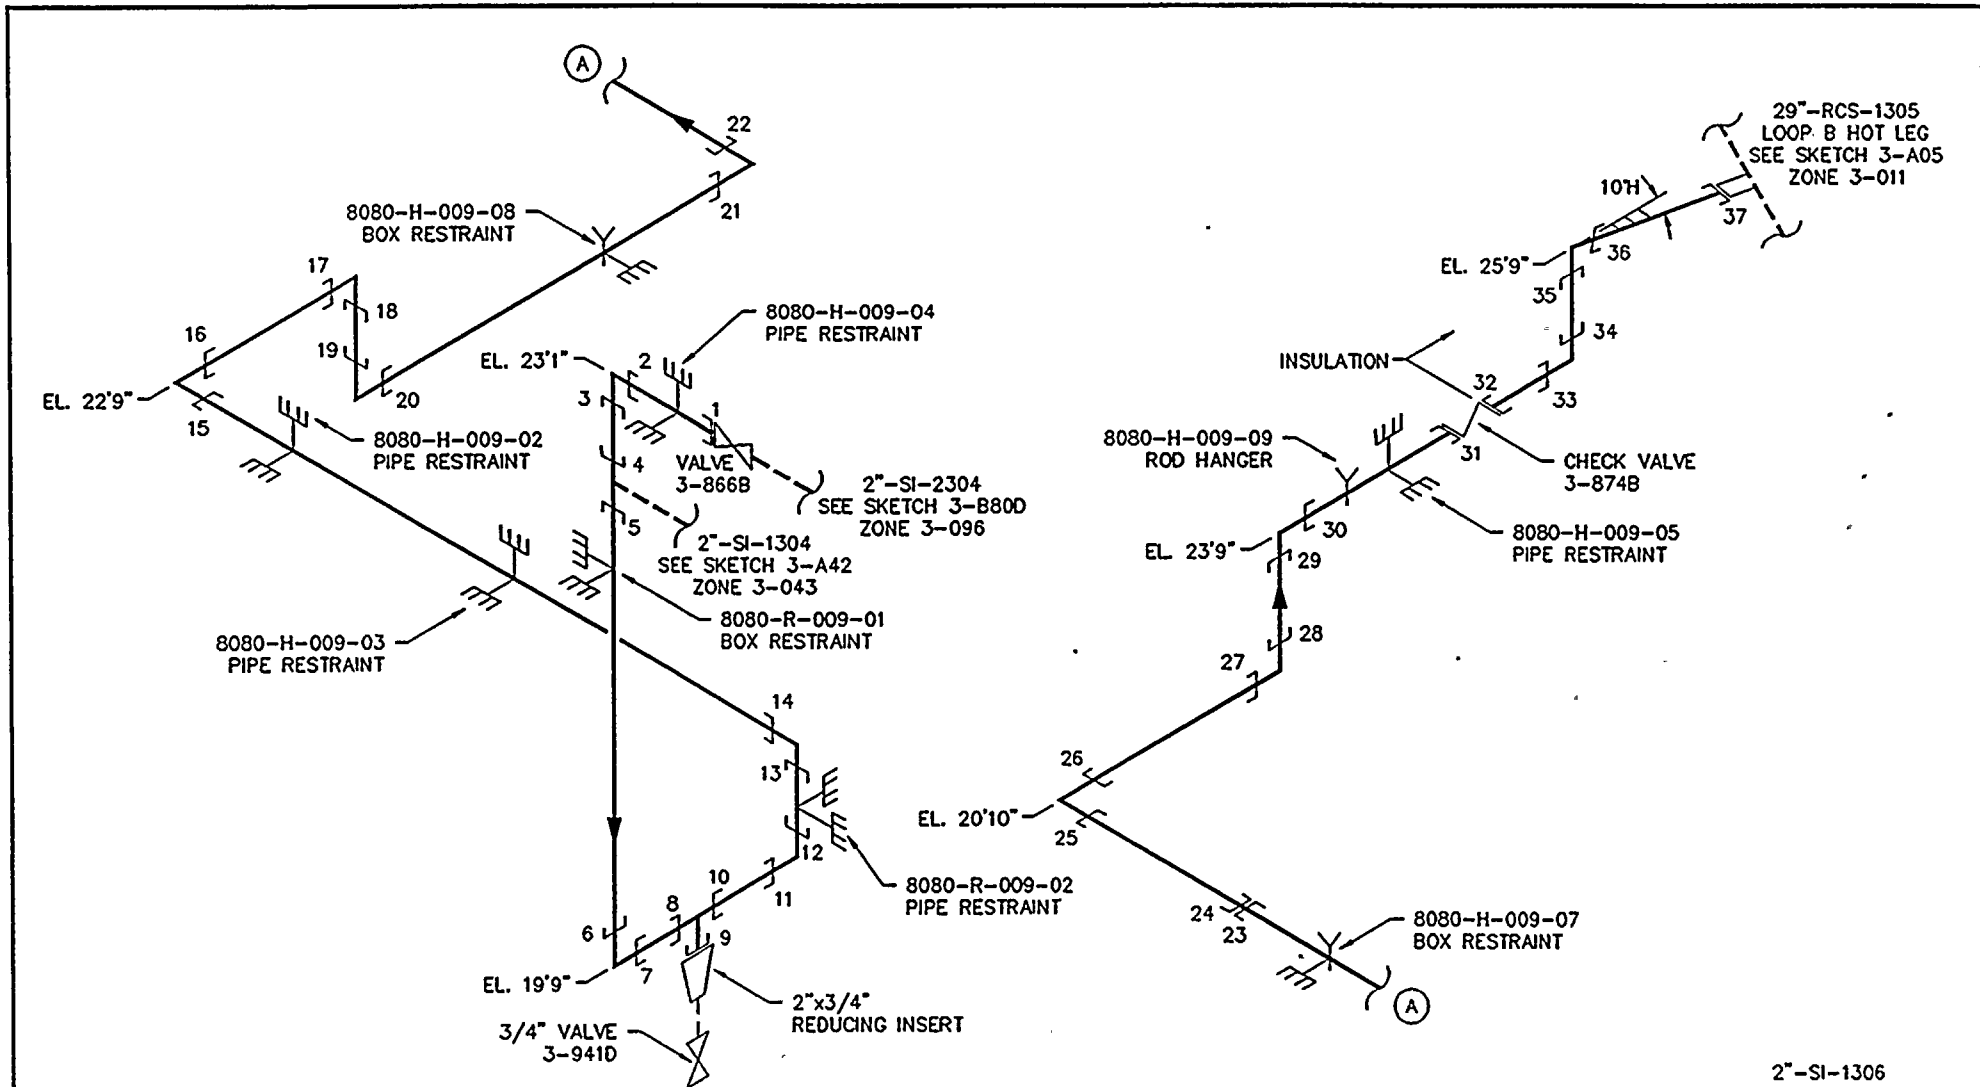 A
22
21
8080-H-009-08
BOX RESTRAINT
17
18
16
19
20
EL. 22'9"
15
8080-H-009-02
PIPE RESTRAINT
8080-H-009-04
PIPE RESTRAINT
EL. 23'1"
2
3
1
4
VALVE
3-866B
5
2"-SI-2304
SEE SKETCH 3-B80D
ZONE 3-096
2"-SI-1304
SEE SKETCH 3-A42
ZONE 3-043
8080-R-009-01
BOX RESTRAINT
8080-H-009-03
PIPE RESTRAINT
14
13
12
11
10
8
9
6
7
8080-R-009-02
PIPE RESTRAINT
EL. 19'9"
2"x3/4"
REDUCING INSERT
3/4" VALVE
3-941D
29"-RCS-1305
LOOP B HOT LEG
SEE SKETCH 3-A05
ZONE 3-011
10'H
37
36
EL. 25'9"
35
34
INSULATION
32
33
8080-H-009-09
ROD HANGER
31
CHECK VALVE
3-874B
30
8080-H-009-05
PIPE RESTRAINT
EL. 23'9"
29
28
27
26
EL. 20'10"
25
24
23
8080-H-009-07
BOX RESTRAINT
A
2"-SI-1306